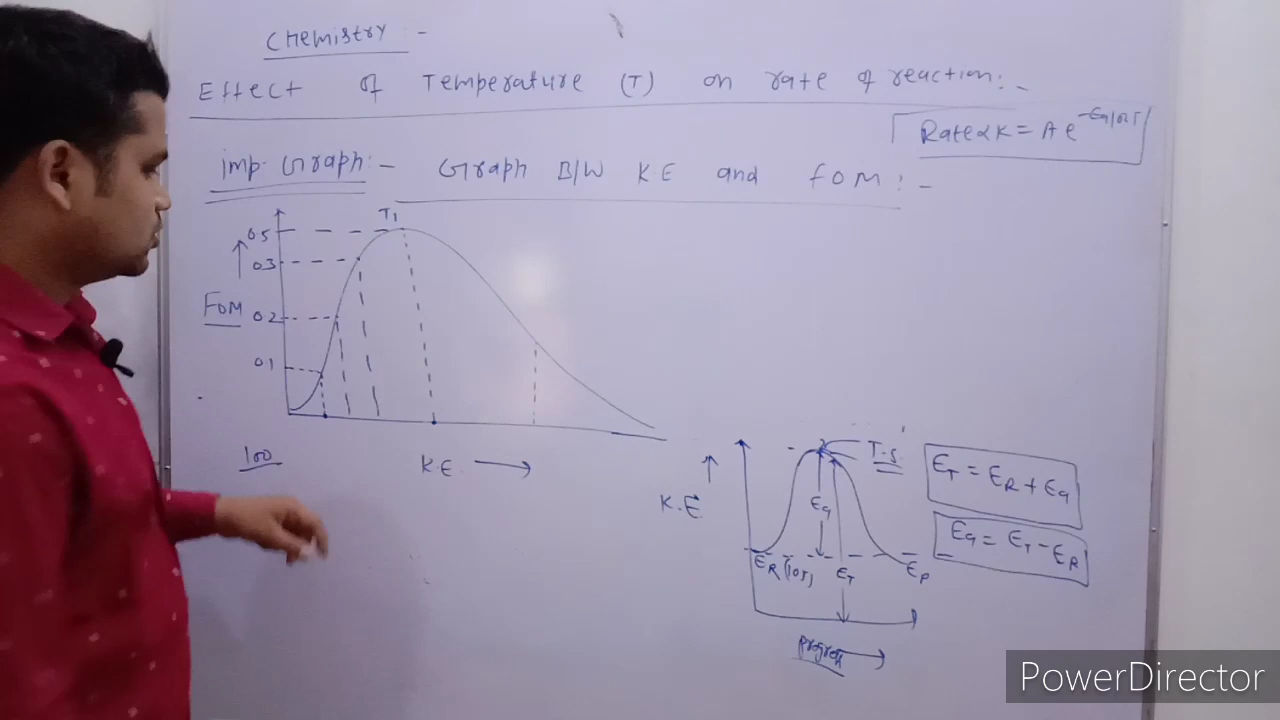 Chemistry -
Effect of Temperature (T) on rate of reaction:-
Rate ∝ K = A e^-Ea/RT
imp. Graph:- Graph B/W KE and FOM:-
T1
0.5
0.3
FOM 0.2
0.1
100
K.E. →
K.E
T.S.
Ea
ER (10J)
ET
EP
Progress →
ET = ER + Ea
Ea = ET - ER
PowerDirector